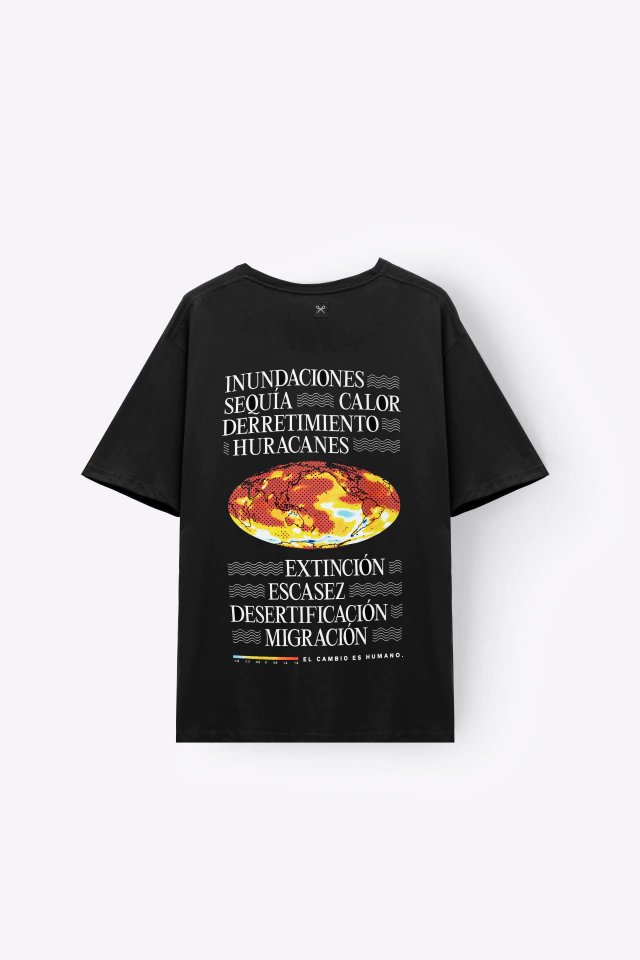 INUNDACIONES
SEQUÍA CALOR
DERRETIMIENTO
HURACANES
EXTINCIÓN
ESCASEZ
DESERTIFICACIÓN
MIGRACIÓN
EL CAMBIO ES HUMANO.